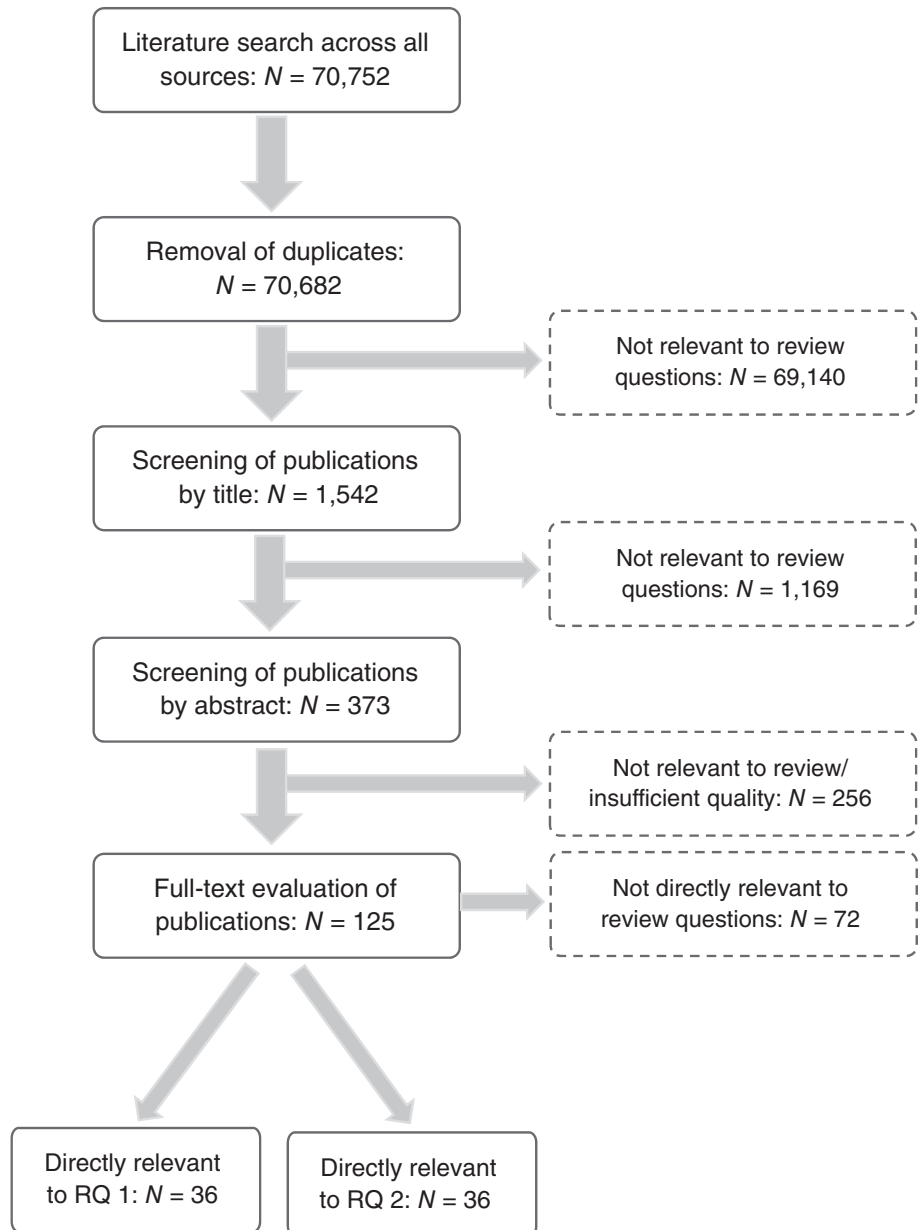 Literature search across all
sources: N = 70,752
Removal of duplicates:
N = 70,682
Not relevant to review
questions: N = 69,140
Screening of publications
by title: N = 1,542
Not relevant to review
questions: N = 1,169
Screening of publications
by abstract: N = 373
Not relevant to review/
insufficient quality: N = 256
Full-text evaluation of
publications: N = 125
Not directly relevant to
review questions: N = 72
Directly relevant
to RQ 1: N = 36
Directly relevant
to RQ 2: N = 36